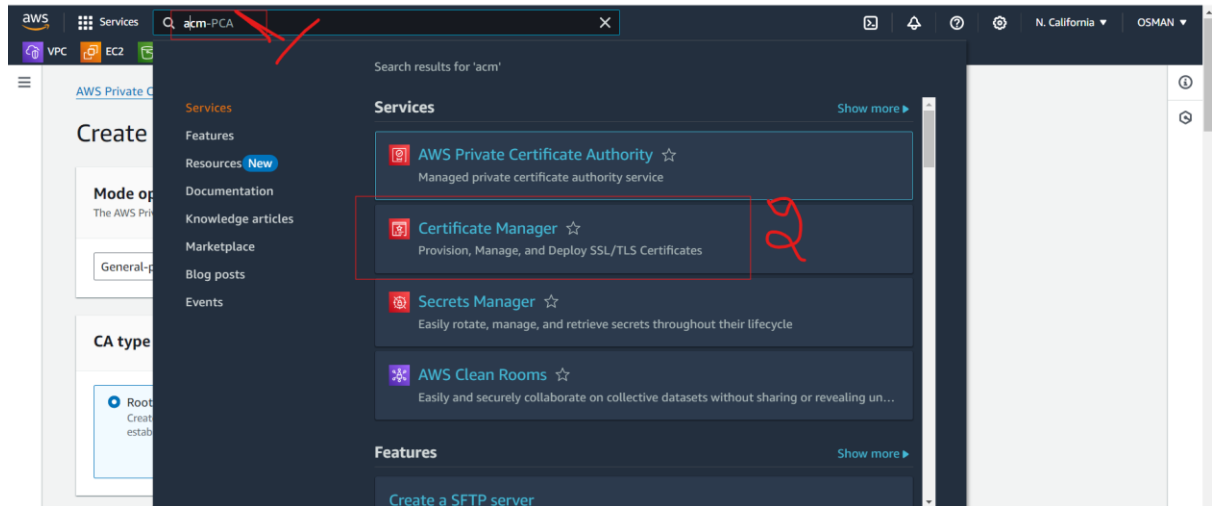 aws
Services
acm-PCA
N. California
OSMAN
VPC
EC2
Search results for 'acm'
AWS Private C
Create
Mode op
The AWS Priv
General-p
CA type
Root
Creat
estab
Services
Features
Resources New
Documentation
Knowledge articles
Marketplace
Blog posts
Events
Services
Show more
AWS Private Certificate Authority
Managed private certificate authority service
Certificate Manager
Provision, Manage, and Deploy SSL/TLS Certificates
2
Secrets Manager
Easily rotate, manage, and retrieve secrets throughout their lifecycle
AWS Clean Rooms
Easily and securely collaborate on collective datasets without sharing or revealing un...
Features
Show more
Create a SFTP server